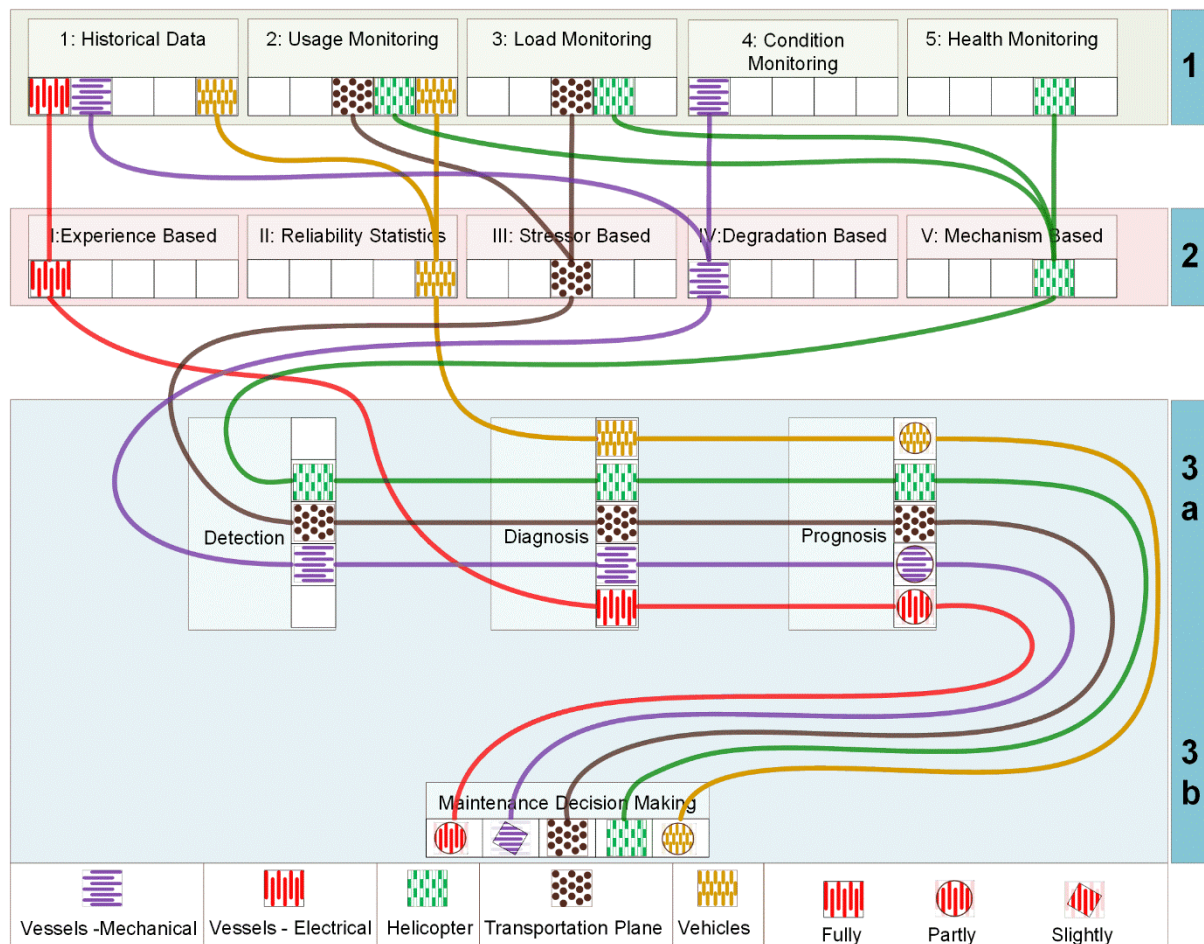 1: Historical Data
2: Usage Monitoring
3: Load Monitoring
4: Condition
Monitoring
5: Health Monitoring
1
I:Experience Based
II: Reliability Statistics
III: Stressor Based
IV:Degradation Based
V: Mechanism Based
2
Detection
Diagnosis
Prognosis
3
a
3
b
Maintenance Decision Making
Vessels -Mechanical
Vessels - Electrical
Helicopter
Transportation Plane
Vehicles
Fully
Partly
Slightly